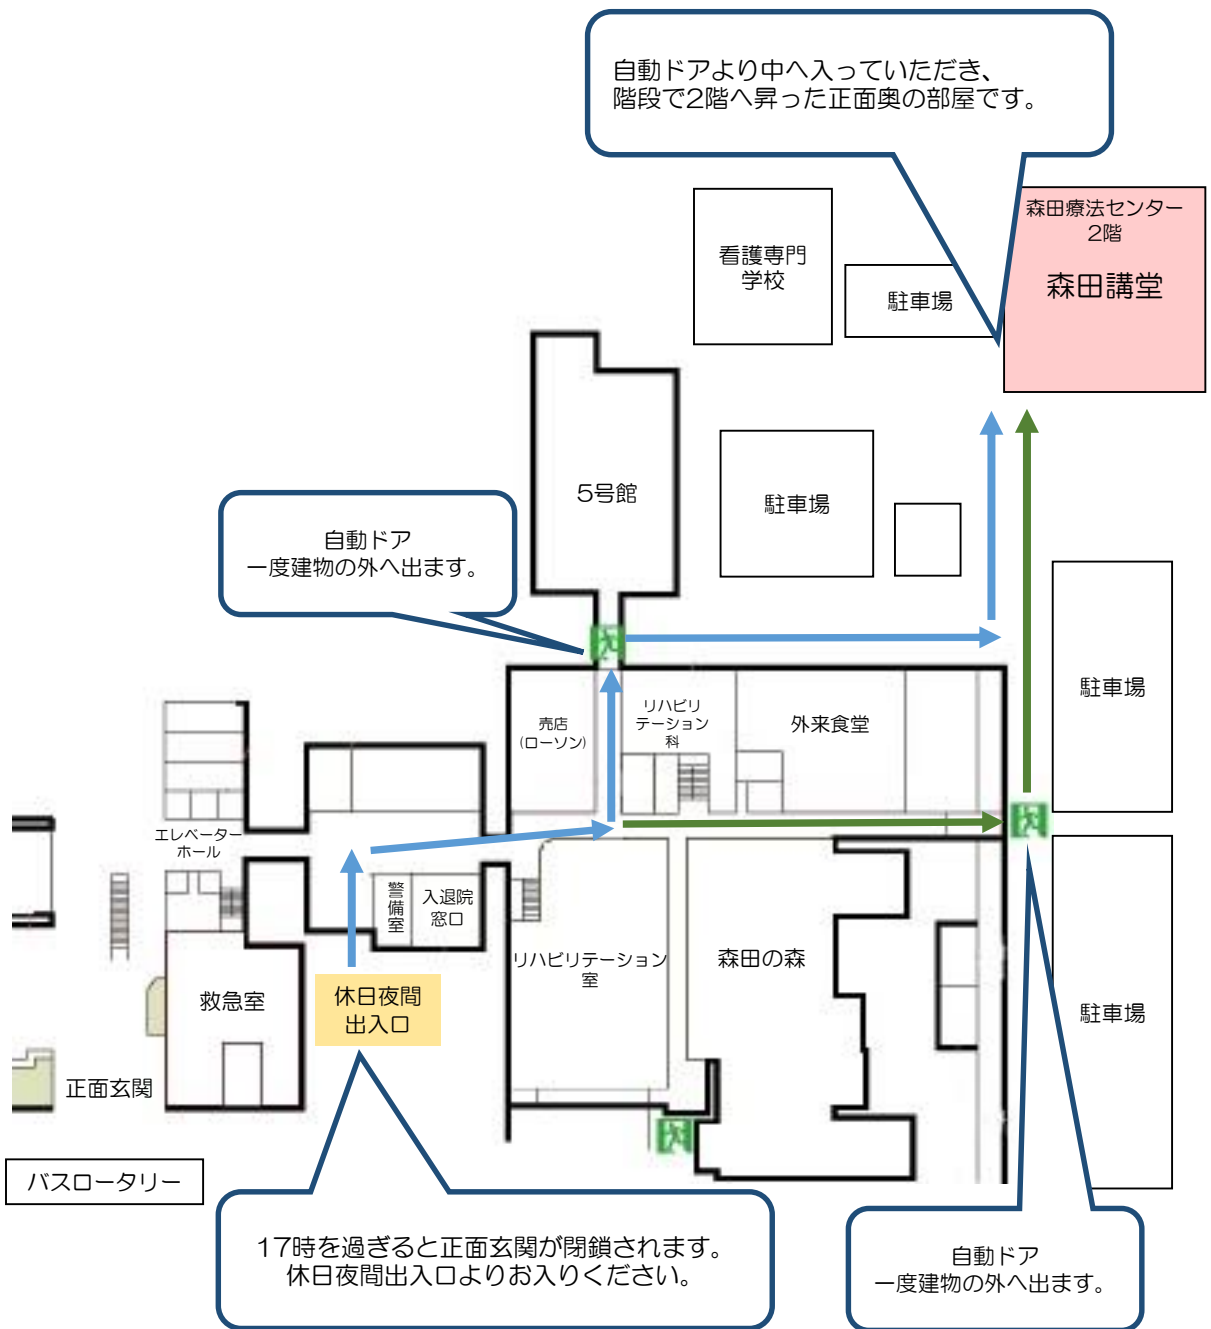 自動ドアより中へ入っていただき、
階段で2階へ昇った正面奥の部屋です。
森田療法センター
2階
森田講堂
看護専門
学校
駐車場
5号館
駐車場
自動ドア
一度建物の外へ出ます。
駐車場
売店
(ローソン)
リハビリ
テーション
科
外来食堂
エレベーター
ホール
警
備
室
入退院
窓口
リハビリテーション
室
森田の森
救急室
休日夜間
出入口
駐車場
正面玄関
バスロータリー
17時を過ぎると正面玄関が閉鎖されます。
休日夜間出入口よりお入りください。
自動ドア
一度建物の外へ出ます。